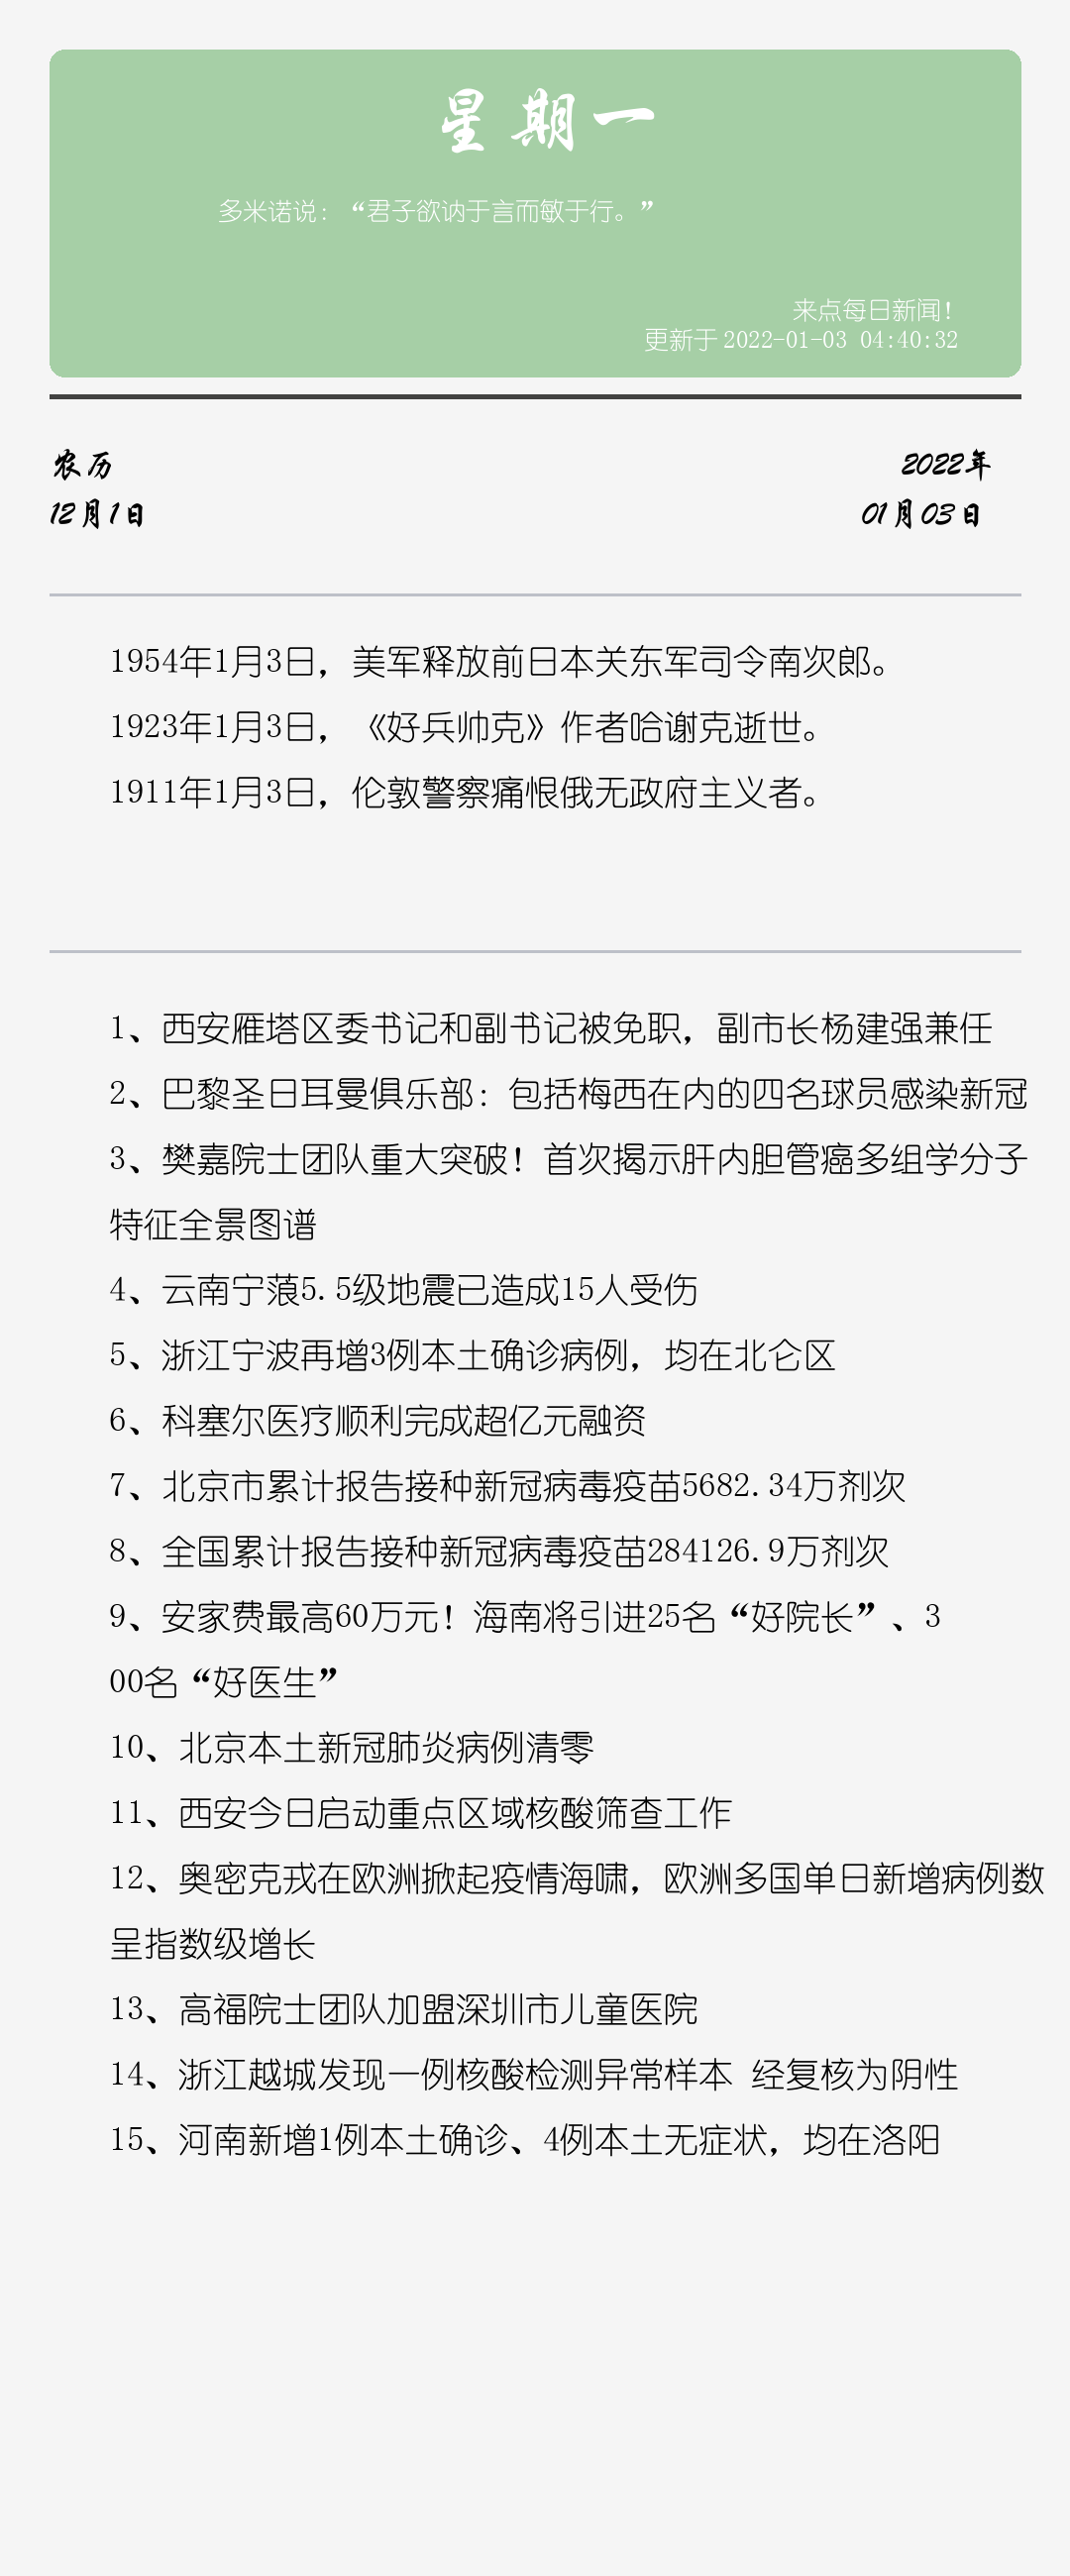 星期一
多米诺说：“君子欲讷于言而敏于行。”
来点每日新闻！
更新于 2022-01-03 04:40:32
农历
12月1日
2022年
01月03日
1954年1月3日，美军释放前日本关东军司令南次郎。
1923年1月3日，《好兵帅克》作者哈谢克逝世。
1911年1月3日，伦敦警察痛恨俄无政府主义者。
1、西安雁塔区委书记和副书记被免职，副市长杨建强兼任
2、巴黎圣日耳曼俱乐部：包括梅西在内的四名球员感染新冠
3、樊嘉院士团队重大突破！首次揭示肝内胆管癌多组学分子
特征全景图谱
4、云南宁蒗5.5级地震已造成15人受伤
5、浙江宁波再增3例本土确诊病例，均在北仑区
6、科塞尔医疗顺利完成超亿元融资
7、北京市累计报告接种新冠病毒疫苗5682.34万剂次
8、全国累计报告接种新冠病毒疫苗284126.9万剂次
9、安家费最高60万元！海南将引进25名“好院长”、3
00名“好医生”
10、北京本土新冠肺炎病例清零
11、西安今日启动重点区域核酸筛查工作
12、奥密克戎在欧洲掀起疫情海啸，欧洲多国单日新增病例数
呈指数级增长
13、高福院士团队加盟深圳市儿童医院
14、浙江越城发现一例核酸检测异常样本 经复核为阴性
15、河南新增1例本土确诊、4例本土无症状，均在洛阳